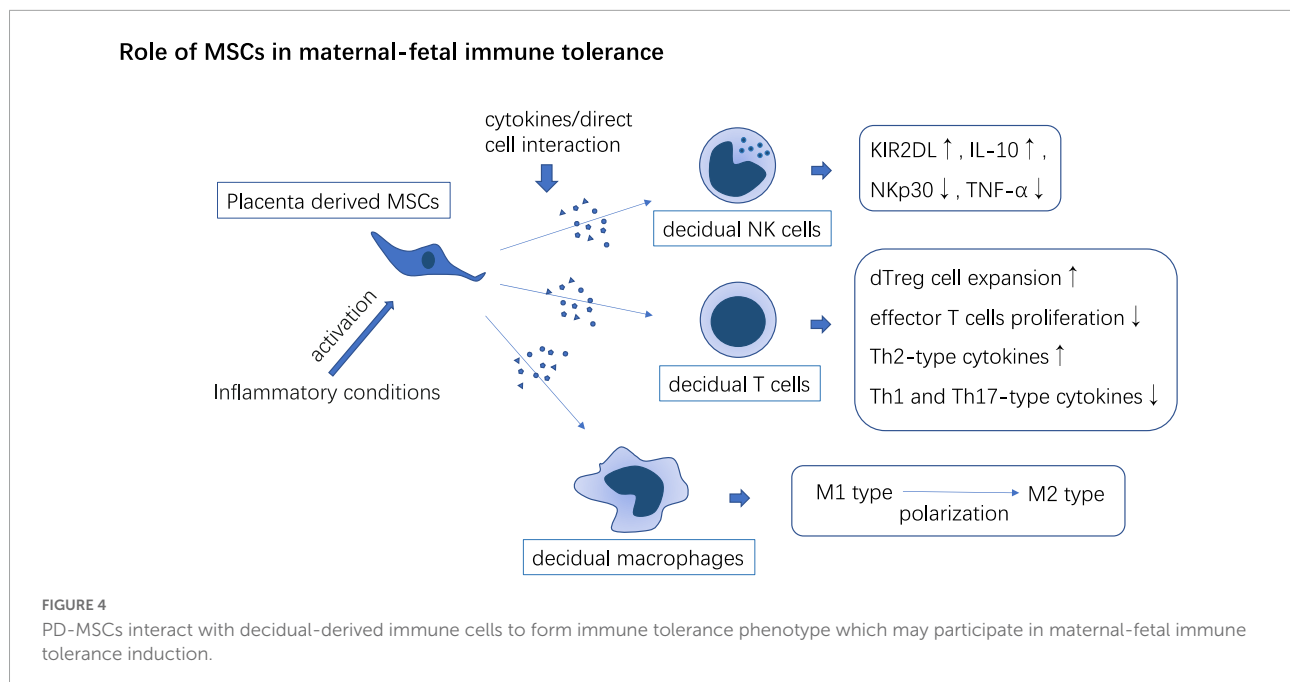 Role of MSCs in maternal-fetal immune tolerance
cytokines/direct
cell interaction
Placenta derived MSCs
activation
Inflammatory conditions
decidual NK cells
KIR2DL ↑ , IL-10 ↑ ,
NKp30 ↓ , TNF-α ↓
decidual T cells
dTreg cell expansion ↑
effector T cells proliferation ↓
Th2-type cytokines ↑
Th1 and Th17-type cytokines ↓
decidual macrophages
M1 type → M2 type
polarization
FIGURE 4
PD-MSCs interact with decidual-derived immune cells to form immune tolerance phenotype which may participate in maternal-fetal immune
tolerance induction.